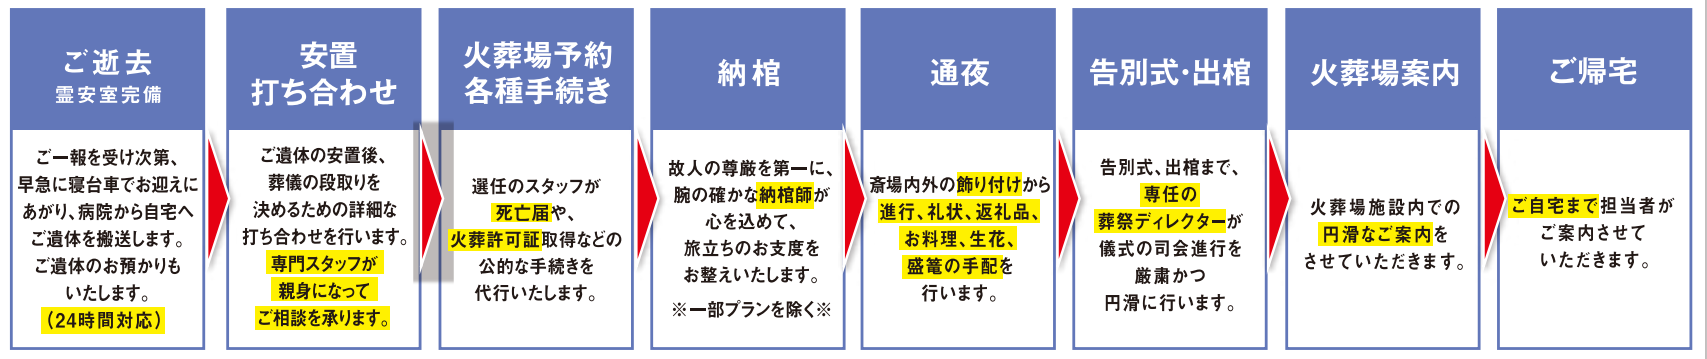 ご逝去
霊安室完備
ご一報を受け次第、
早急に寝台車でお迎えに
あがり、病院から自宅へ
ご遺体を搬送します。
ご遺体のお預かりも
いたします。
（24時間対応）
安置
打ち合わせ
ご遺体の安置後、
葬儀の段取りを
決めるための詳細な
打ち合わせを行います。
専門スタッフが
親身になって
ご相談を承ります。
火葬場予約
各種手続き
選任のスタッフが
死亡届や、
火葬許可証取得などの
公的な手続きを
代行いたします。
納棺
故人の尊厳を第一に、
腕の確かな納棺師が
心を込めて、
旅立ちのお支度を
お整えいたします。
※一部プランを除く※
通夜
斎場内外の飾り付けから
進行、礼状、返礼品、
お料理、生花、
盛篭の手配を
行います。
告別式・出棺
告別式、出棺まで、
専任の
葬祭ディレクターが
儀式の司会進行を
厳粛かつ
円滑に行います。
火葬場案内
火葬場施設内での
円滑なご案内を
させていただきます。
ご帰宅
ご自宅まで担当者が
ご案内させて
いただきます。